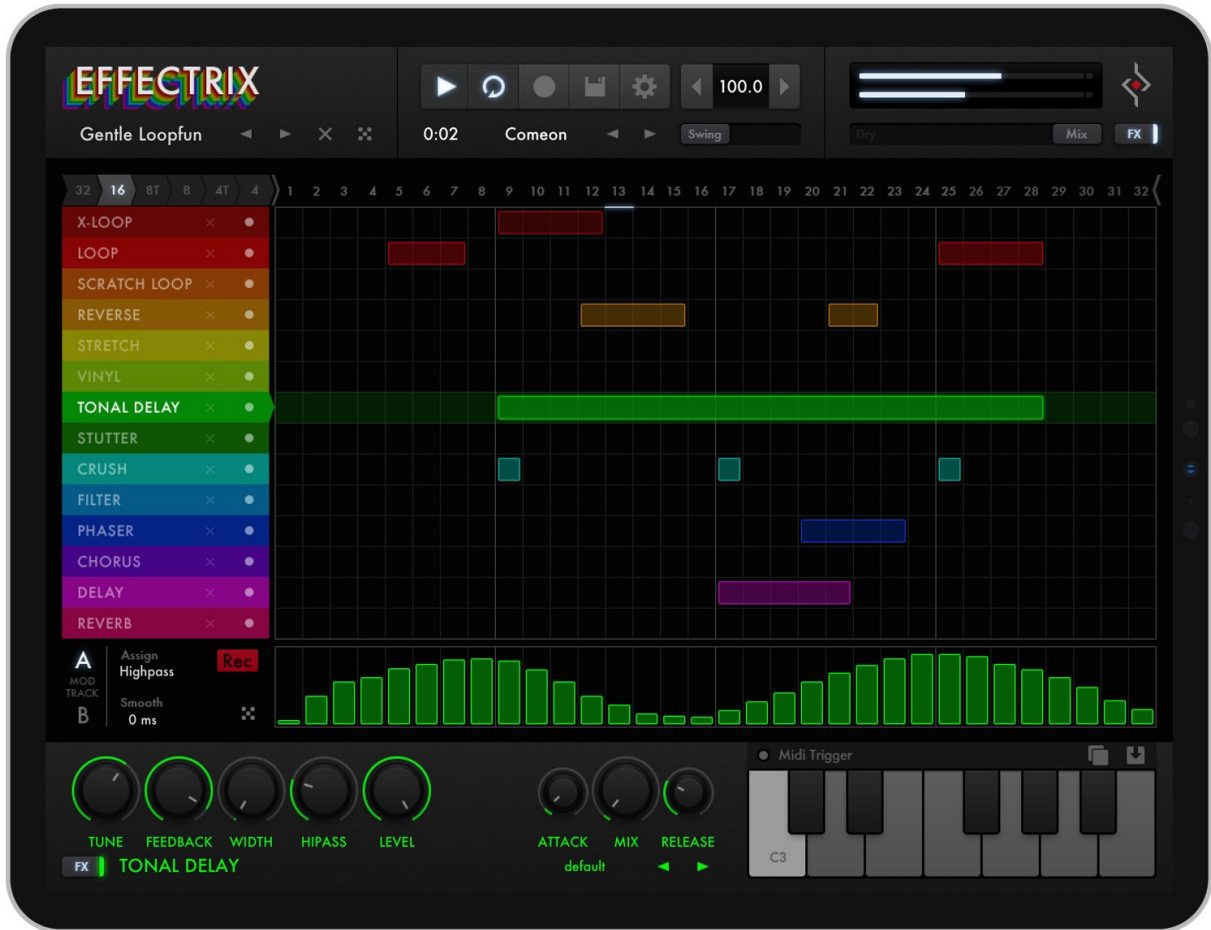 EFFECTRIX
100.0
Gentle Loopfun
0:02 Comeon
Swing
Dry
Mix
FX
32 16 8T 8 4T 4
1 2 3 4 5 6 7 8 9 10 11 12 13 14 15 16 17 18 19 20 21 22 23 24 25 26 27 28 29 30 31 32
X-LOOP
LOOP
SCRATCH LOOP
REVERSE
STRETCH
VINYL
TONAL DELAY
STUTTER
CRUSH
FILTER
PHASER
CHORUS
DELAY
REVERB
A
MOD
TRACK
B
Assign
Highpass
Rec
Smooth
0 ms
Midi Trigger
TUNE FEEDBACK WIDTH HIPASS LEVEL
ATTACK MIX RELEASE
FX TONAL DELAY
default
C3